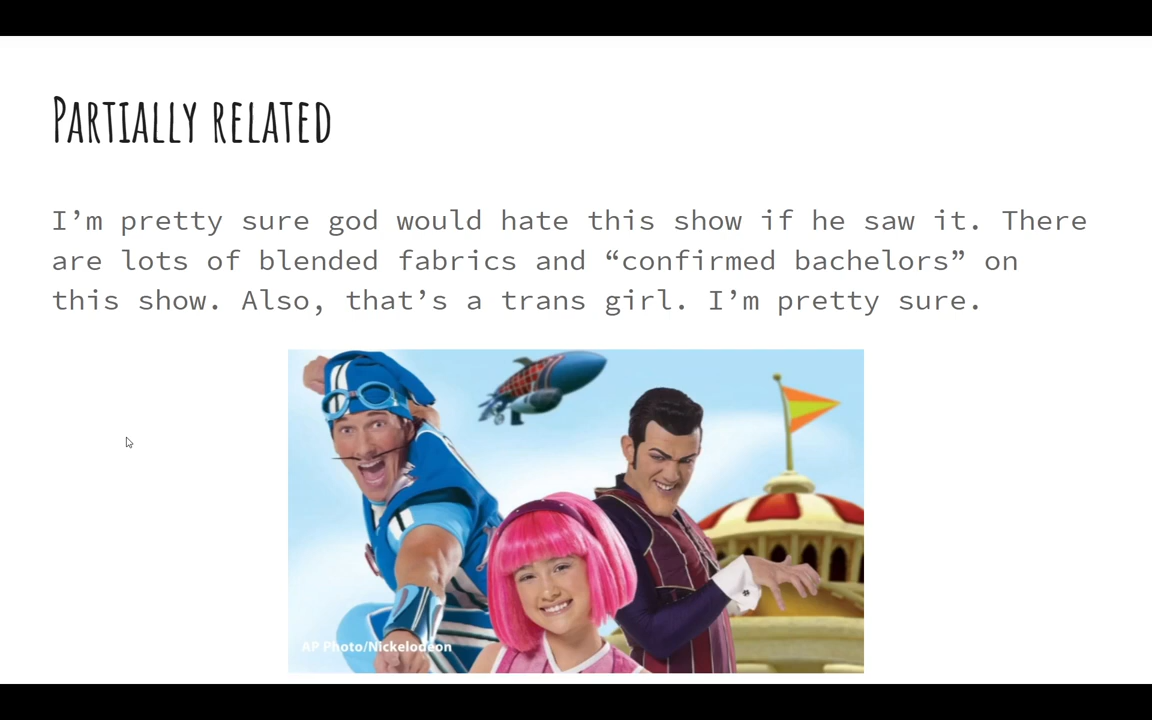 Partially related
I’m pretty sure god would hate this show if he saw it. There
are lots of blended fabrics and “confirmed bachelors” on
this show. Also, that’s a trans girl. I’m pretty sure.
AP Photo/Nickelodeon